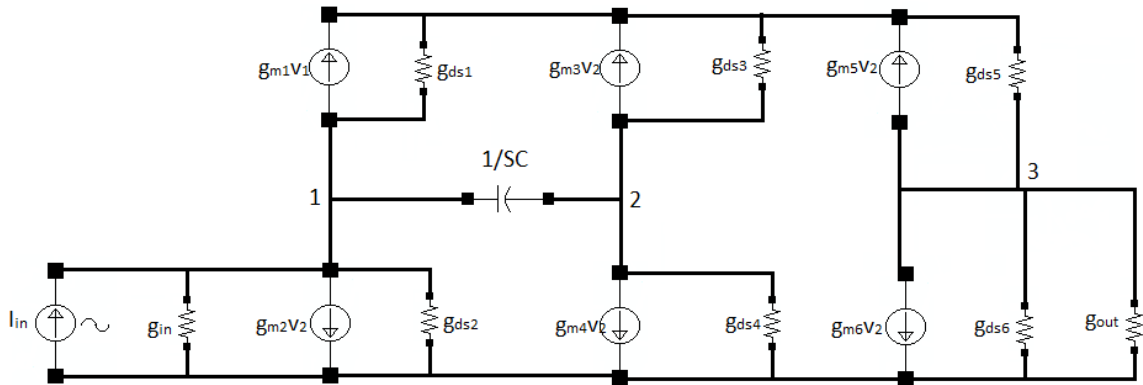 gm1v1
gds1
gm3v2
gds3
gm5v2
gds5
1/SC
1
2
3
Iin
gin
gm2v2
gds2
gm4v2
gds4
gm6v2
gds6
gout